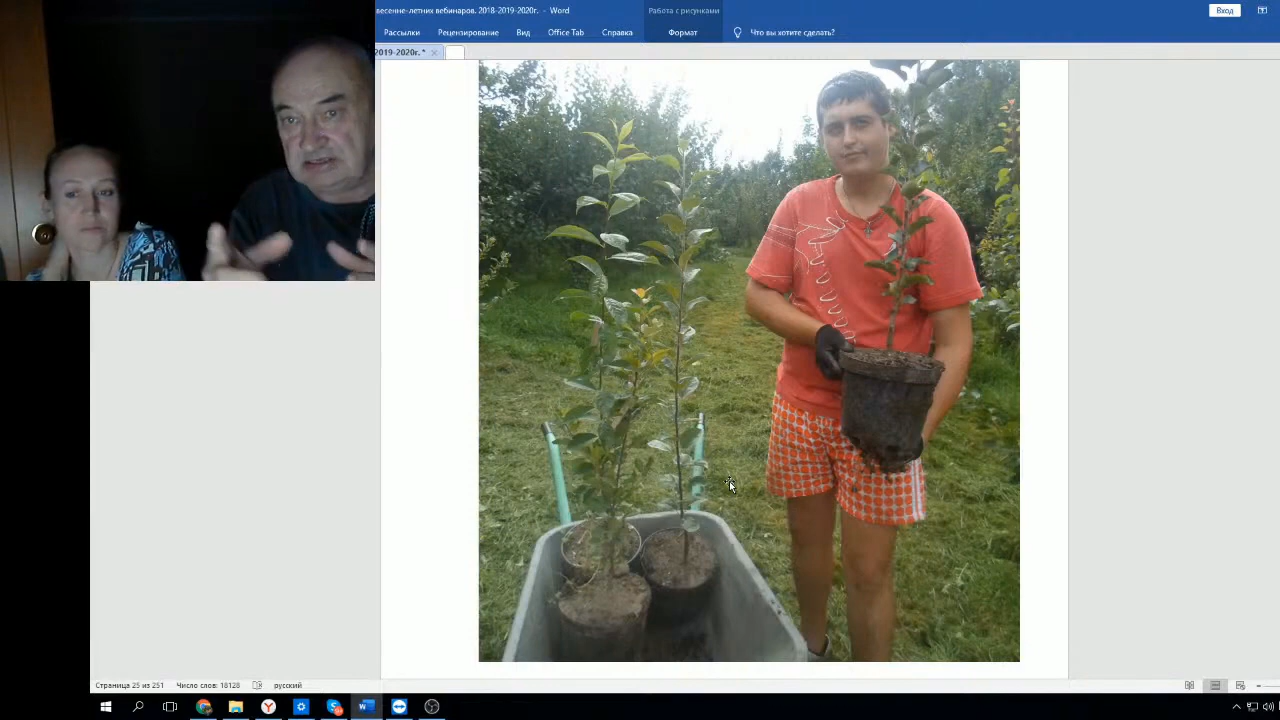 весенне-летних вебинаров. 2018-2019-2020г. - Word
Работа с рисунками
Вход
Рассылки Рецензирование Вид Office Tab Справка Формат Что вы хотите сделать?
2019-2020г. *
Страница 25 из 251 Число слов: 18128 русский